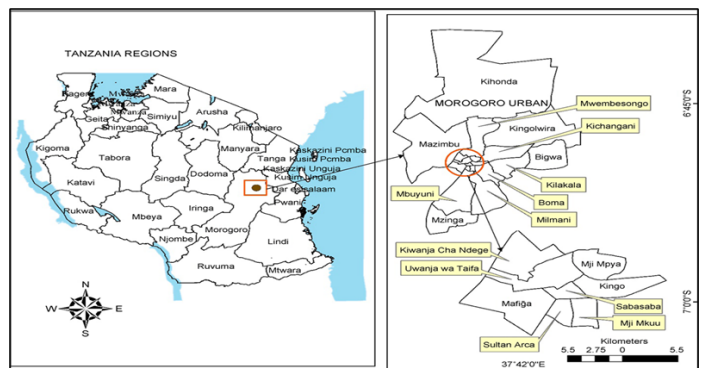 TANZANIA REGIONS
Mara
Kagera
Mwanza
Geita
Simiyu
Arusha
Shinyanga
Kilimanjaro
Kigoma
Manyara
Kaskazini Pemba
Tabora
Tanga
Kusini Pemba
Kaskazini Unguja
Singda
Dodoma
Kusini Unguja
Katavi
Dar es salaam
Pwani
Rukwa
Mbeya
Iringa
Morogoro
Lindi
Njombe
Ruvuma
Mtwara
N
W
E
S
Kihonda
MOROGORO URBAN
Mwembesongo
Kingolwira
Kichangani
Mazimbu
Bigwa
Kilakala
Mbuyuni
Boma
Milmani
Mzinga
Kiwanja Cha Ndege
Mji Mpya
Uwanja wa Taifa
Kingo
Mafiga
Sabasaba
Mji Mkuu
Sultan Arca
Kilometers
5.5 2.75 0 5.5
37°42'0"E
6°45'0"S
7°0'0"S